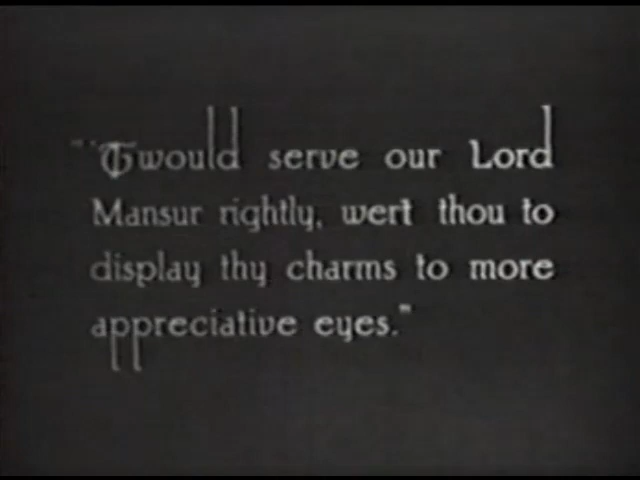 "'Twould serve our Lord
Mansur rightly, wert thou to
display thy charms to more
appreciative eyes."